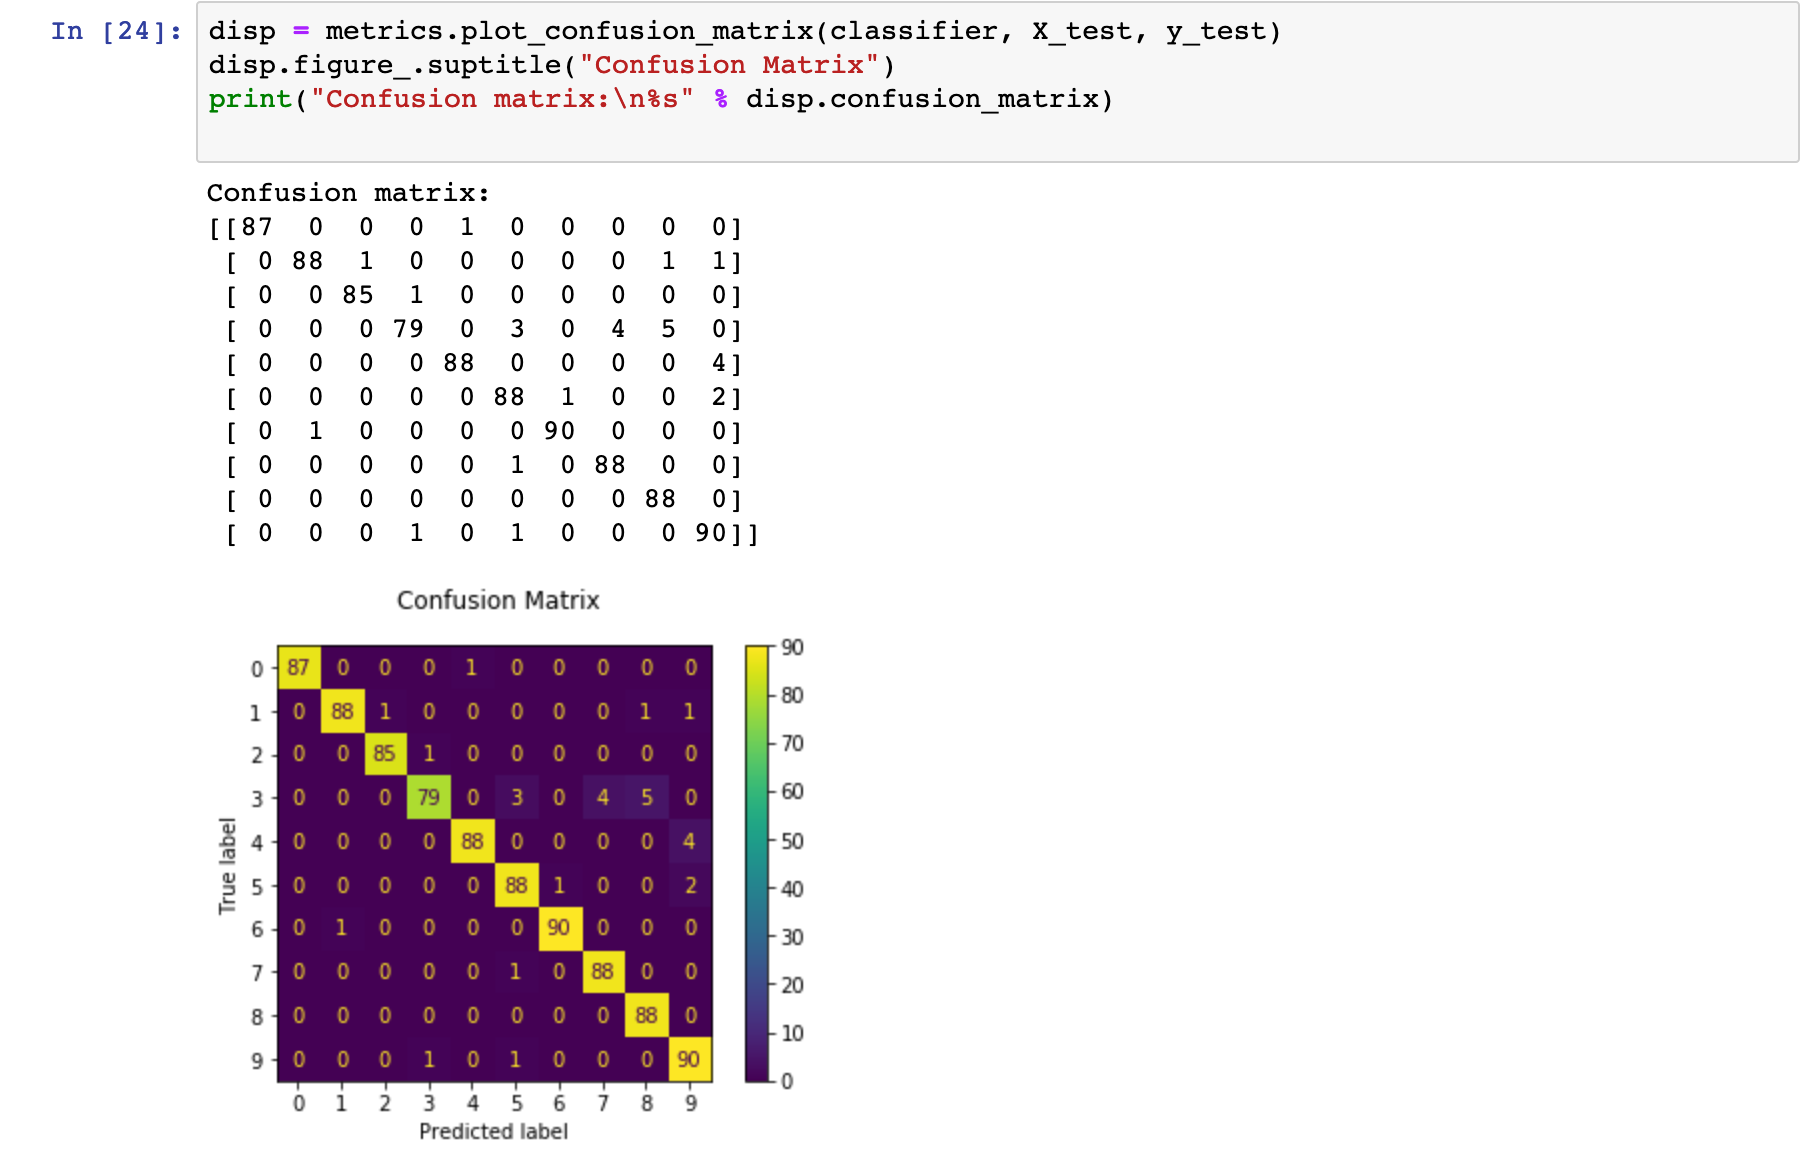 In [24]:
disp = metrics.plot_confusion_matrix(classifier, X_test, y_test)
disp.figure_.suptitle("Confusion Matrix")
print("Confusion matrix:\n%s" % disp.confusion_matrix)
Confusion matrix:
[[87  0  0  0  1  0  0  0  0  0]
 [ 0 88  1  0  0  0  0  0  1  1]
 [ 0  0 85  1  0  0  0  0  0  0]
 [ 0  0  0 79  0  3  0  4  5  0]
 [ 0  0  0  0 88  0  0  0  0  4]
 [ 0  0  0  0  0 88  1  0  0  2]
 [ 0  1  0  0  0  0 90  0  0  0]
 [ 0  0  0  0  0  1  0 88  0  0]
 [ 0  0  0  0  0  0  0  0 88  0]
 [ 0  0  0  1  0  1  0  0  0 90]]
Confusion Matrix
0 87 0 0 0 1 0 0 0 0 0
1 0 88 1 0 0 0 0 0 1 1
2 0 0 85 1 0 0 0 0 0 0
3 0 0 0 79 0 3 0 4 5 0
4 0 0 0 0 88 0 0 0 0 4
5 0 0 0 0 0 88 1 0 0 2
6 0 1 0 0 0 0 90 0 0 0
7 0 0 0 0 0 1 0 88 0 0
8 0 0 0 0 0 0 0 0 88 0
9 0 0 0 1 0 1 0 0 0 90
0 1 2 3 4 5 6 7 8 9
Predicted label
True label
90
80
70
60
50
40
30
20
10
0